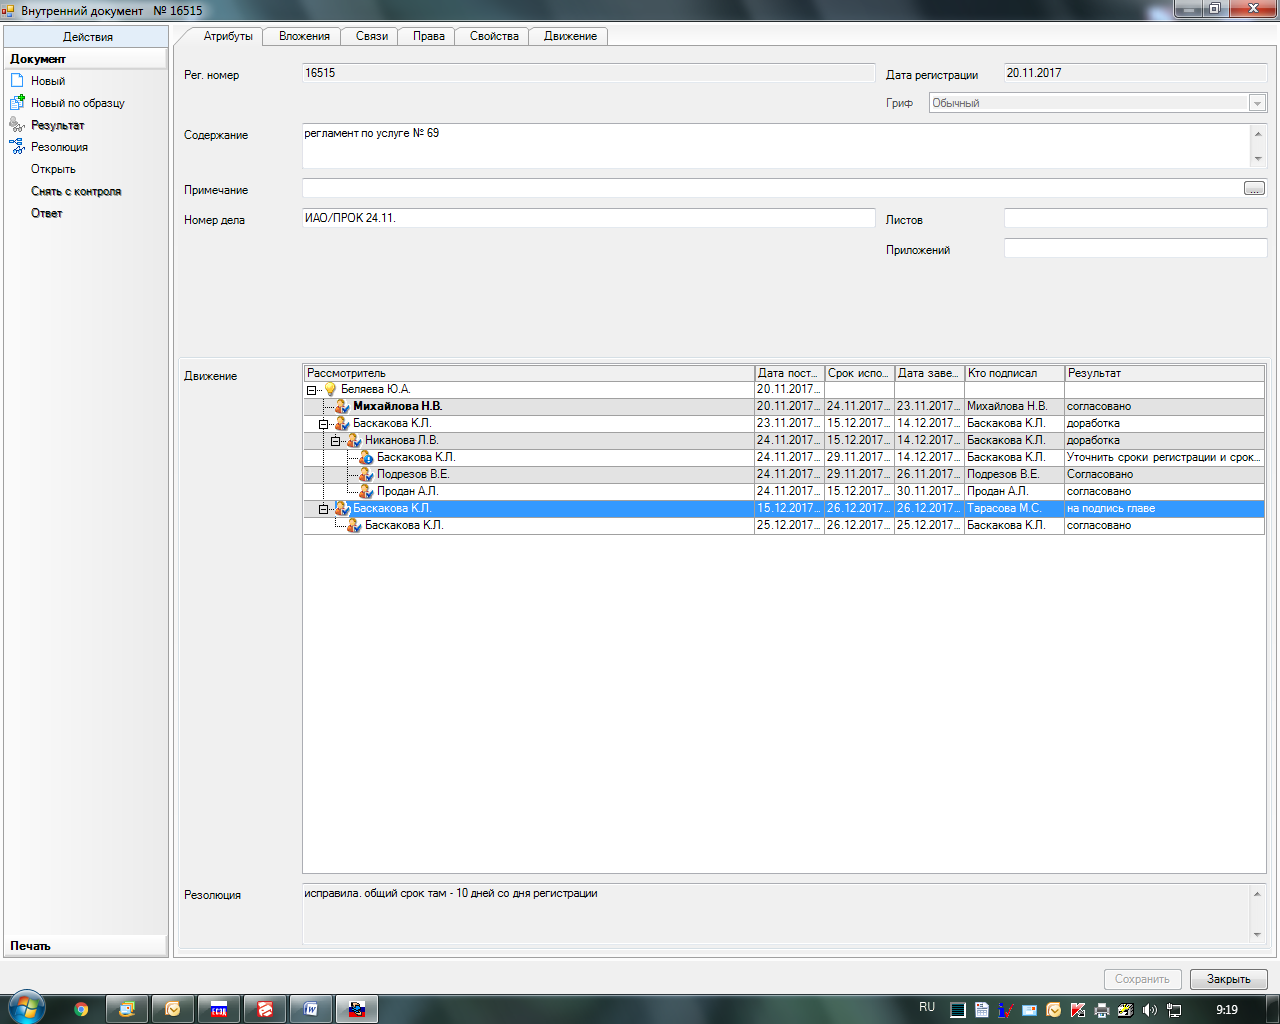 Внутренний документ № 16515
Действия
Документ
Новый
Новый по образцу
Результат
Резолюция
Открыть
Снять с контроля
Ответ
Печать
Атрибуты Вложения Связи Права Свойства Движение
Рег. номер 16515 Дата регистрации 20.11.2017
Гриф Обычный
Содержание регламент по услуге № 69
Примечание ...
Номер дела ИАО/ПРОК 24.11. Листов
Приложений
Движение
Рассмотритель Дата пост... Срок испо... Дата заве... Кто подписал Результат
Беляева Ю.А. 20.11.2017...
Михайлова Н.В. 20.11.2017... 24.11.2017... 23.11.2017... Михайлова Н.В. согласовано
Баскакова К.Л. 23.11.2017... 15.12.2017... 14.12.2017... Баскакова К.Л. доработка
Никанова Л.В. 24.11.2017... 15.12.2017... 14.12.2017... Баскакова К.Л. доработка
Баскакова К.Л. 24.11.2017... 29.11.2017... 14.12.2017... Баскакова К.Л. Уточнить сроки регистрации и срок...
Подрезов В.Е. 24.11.2017... 29.11.2017... 26.11.2017... Подрезов В.Е. Согласовано
Продан А.Л. 24.11.2017... 15.12.2017... 30.11.2017... Продан А.Л. согласовано
Баскакова К.Л. 15.12.2017... 26.12.2017... 26.12.2017... Тарасова М.С. на подпись главе
Баскакова К.Л. 25.12.2017... 26.12.2017... 25.12.2017... Баскакова К.Л. согласовано
Резолюция исправила. общий срок там - 10 дней со дня регистрации
Сохранить Закрыть
RU 9:19